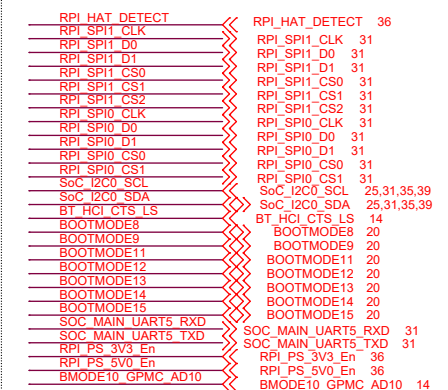 RPI_HAT_DETECT RPI_HAT_DETECT 36
RPI_SPI1_CLK RPI_SPI1_CLK 31
RPI_SPI1_D0 RPI_SPI1_D0 31
RPI_SPI1_D1 RPI_SPI1_D1 31
RPI_SPI1_CS0 RPI_SPI1_CS0 31
RPI_SPI1_CS1 RPI_SPI1_CS1 31
RPI_SPI1_CS2 RPI_SPI1_CS2 31
RPI_SPI0_CLK RPI_SPI0_CLK 31
RPI_SPI0_D0 RPI_SPI0_D0 31
RPI_SPI0_D1 RPI_SPI0_D1 31
RPI_SPI0_CS0 RPI_SPI0_CS0 31
RPI_SPI0_CS1 RPI_SPI0_CS1 31
SoC_I2C0_SCL SoC_I2C0_SCL 25,31,35,39
SoC_I2C0_SDA SoC_I2C0_SDA 25,31,35,39
BT_HCI_CTS_LS BT_HCI_CTS_LS 14
BOOTMODE8 BOOTMODE8 20
BOOTMODE9 BOOTMODE9 20
BOOTMODE11 BOOTMODE11 20
BOOTMODE12 BOOTMODE12 20
BOOTMODE13 BOOTMODE13 20
BOOTMODE14 BOOTMODE14 20
BOOTMODE15 BOOTMODE15 20
SOC_MAIN_UART5_RXD SOC_MAIN_UART5_RXD 31
SOC_MAIN_UART5_TXD SOC_MAIN_UART5_TXD 31
RPI_PS_3V3_En RPI_PS_3V3_En 36
RPI_PS_5V0_En RPI_PS_5V0_En 36
BMODE10_GPMC_AD10 BMODE10_GPMC_AD10 14